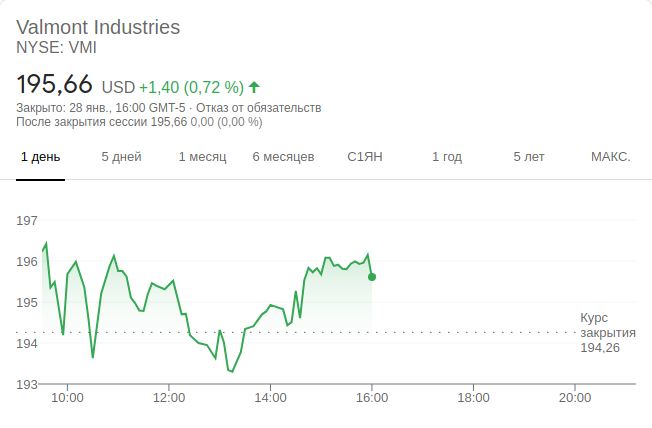 Valmont Industries
NYSE: VMI
195,66 USD +1,40 (0,72 %)
Закрыто: 28 янв., 16:00 GMT-5 · Отказ от обязательств
После закрытия сессии 195,66 0,00 (0,00 %)
1 день 5 дней 1 месяц 6 месяцев С1ЯН 1 год 5 лет МАКС.
197
196
195
Курс
закрытия
194,26
194
193
10:00 12:00 14:00 16:00 18:00 20:00